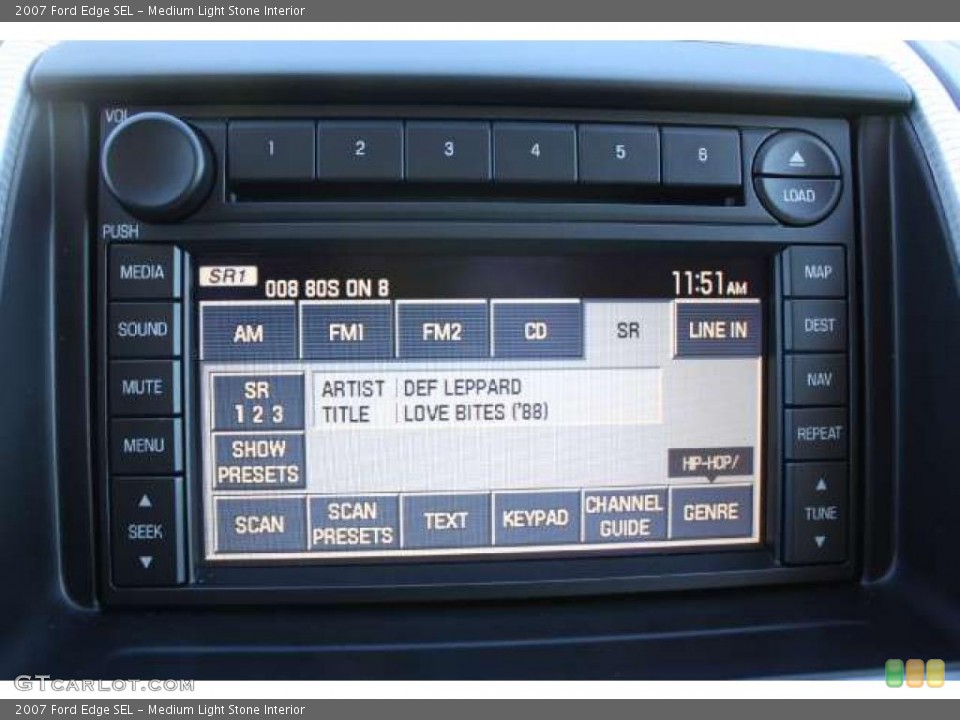 2007 Ford Edge SEL - Medium Light Stone Interior
VOL
1 2 3 4 5 6
LOAD
PUSH
MEDIA
SOUND
MUTE
MENU
SEEK
SR1 008 80S ON 8 11:51 AM
AM FM1 FM2 CD SR LINE IN
SR
1 2 3
ARTIST DEF LEPPARD
TITLE LOVE BITES ('88)
SHOW
PRESETS
HIP-HOP/
SCAN
SCAN
PRESETS
TEXT
KEYPAD
CHANNEL
GUIDE
GENRE
MAP
DEST
NAV
REPEAT
TUNE
GTCARLOT.COM
2007 Ford Edge SEL - Medium Light Stone Interior